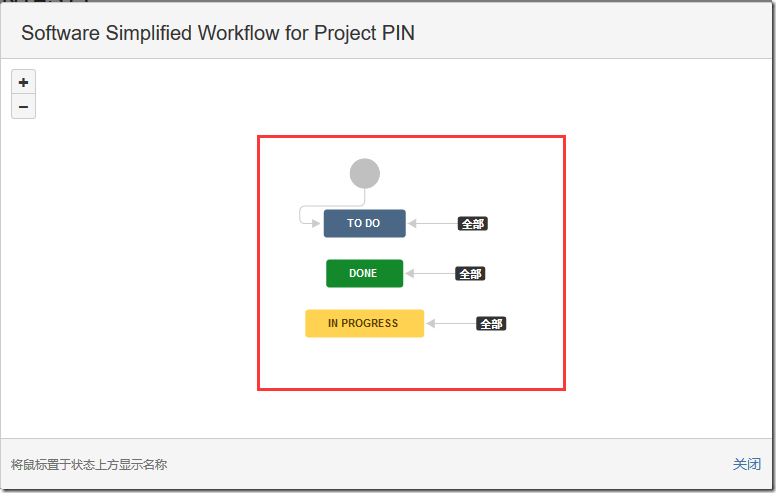 Software Simplified Workflow for Project PIN
+
−
TO DO
全部
DONE
全部
IN PROGRESS
全部
将鼠标置于状态上方显示名称
关闭